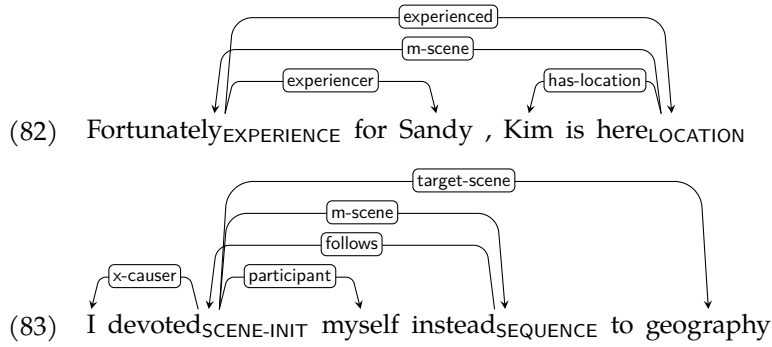 experienced
m-scene
experiencer has-location
(82) Fortunately EXPERIENCE for Sandy , Kim is here LOCATION
target-scene
m-scene
follows
x-causer participant
(83) I devoted SCENE-INIT myself instead SEQUENCE to geography